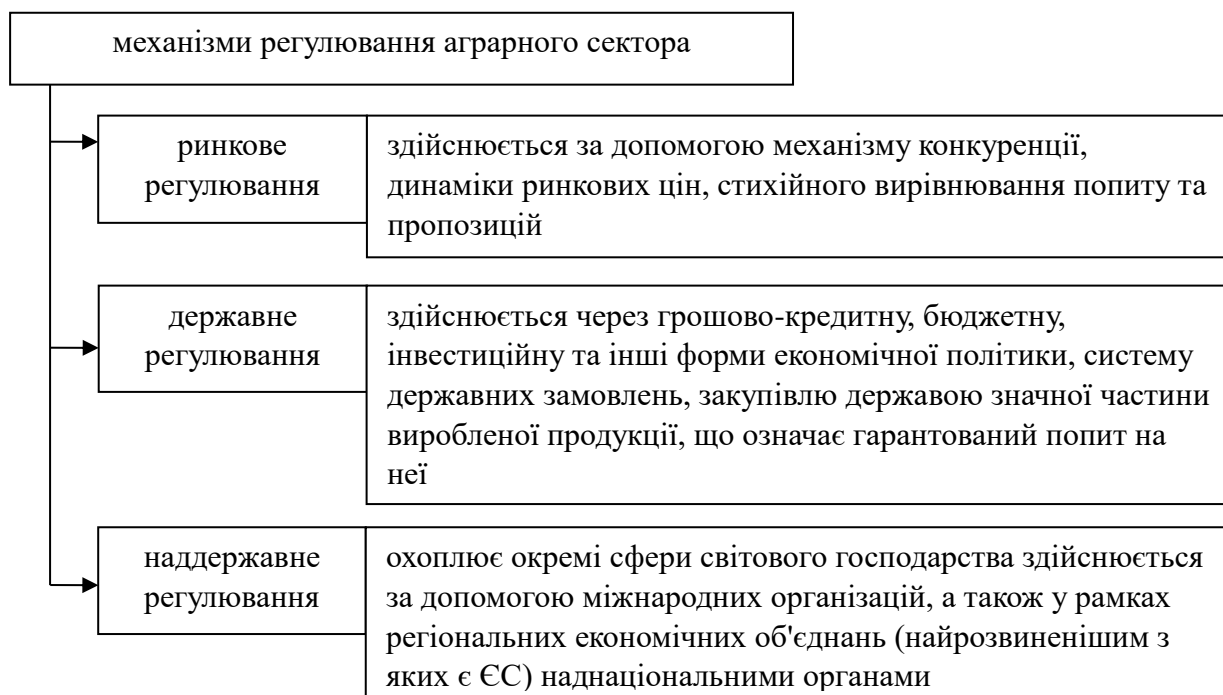 механізми регулювання аграрного сектора
ринкове
регулювання
здійснюється за допомогою механізму конкуренції,
динаміки ринкових цін, стихійного вирівнювання попиту та
пропозицій
державне
регулювання
здійснюється через грошово-кредитну, бюджетну,
інвестиційну та інші форми економічної політики, систему
державних замовлень, закупівлю державою значної частини
виробленої продукції, що означає гарантований попит на
неї
наддержавне
регулювання
охоплює окремі сфери світового господарства здійснюється
за допомогою міжнародних організацій, а також у рамках
регіональних економічних об'єднань (найрозвиненішим з
яких є ЄС) наднаціональними органами